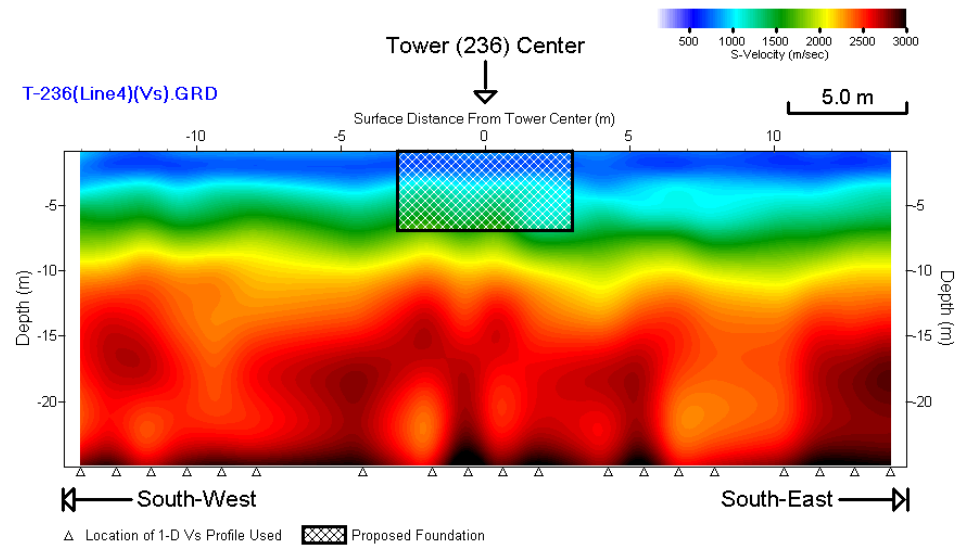 500 1000 1500 2000 2500 3000
S-Velocity (m/sec)
Tower (236) Center
T-236(Line4)(Vs).GRD
5.0 m
Surface Distance From Tower Center (m)
-10 -5 0 5 10
-5 -5
-10 -10
-15 -15
-20 -20
Depth (m)
Depth (m)
South-West South-East
Location of 1-D Vs Profile Used Proposed Foundation